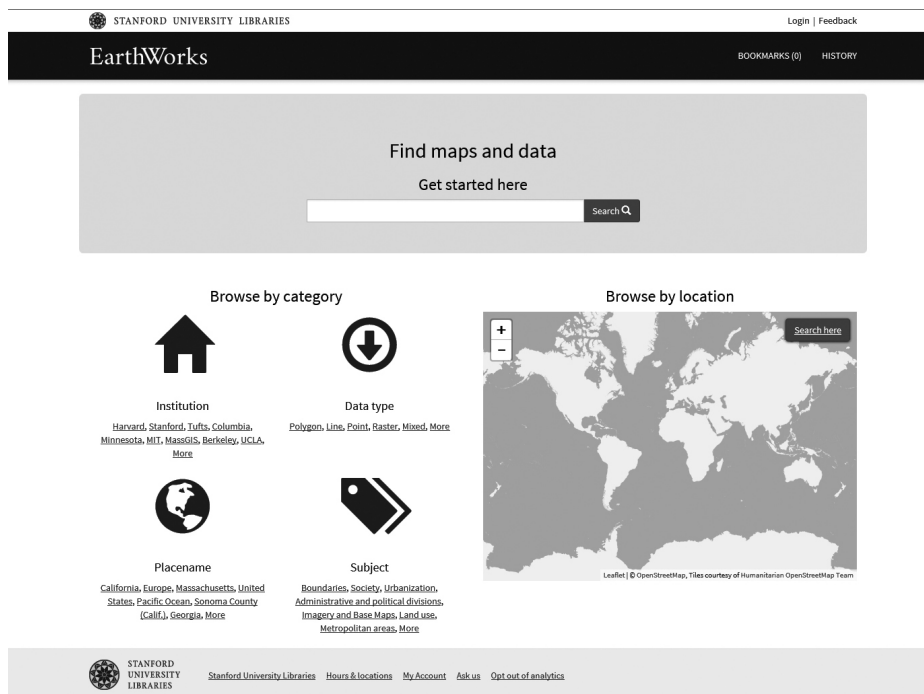 STANFORD UNIVERSITY LIBRARIES
Login | Feedback
EarthWorks
BOOKMARKS (0) HISTORY
Find maps and data
Get started here
Search
Browse by category
Institution
Harvard, Stanford, Tufts, Columbia,
Minnesota, MIT, MassGIS, Berkeley, UCLA,
More
Data type
Polygon, Line, Point, Raster, Mixed, More
Placename
California, Europe, Massachusetts, United
States, Pacific Ocean, Sonoma County
(Calif.), Georgia, More
Subject
Boundaries, Society, Urbanization,
Administrative and political divisions,
Imagery and Base Maps, Land use,
Metropolitan areas, More
Browse by location
+
−
Search here
Leaflet | © OpenStreetMap, Tiles courtesy of Humanitarian OpenStreetMap Team
STANFORD
UNIVERSITY
LIBRARIES
Stanford University Libraries Hours & locations My Account Ask us Opt out of analytics